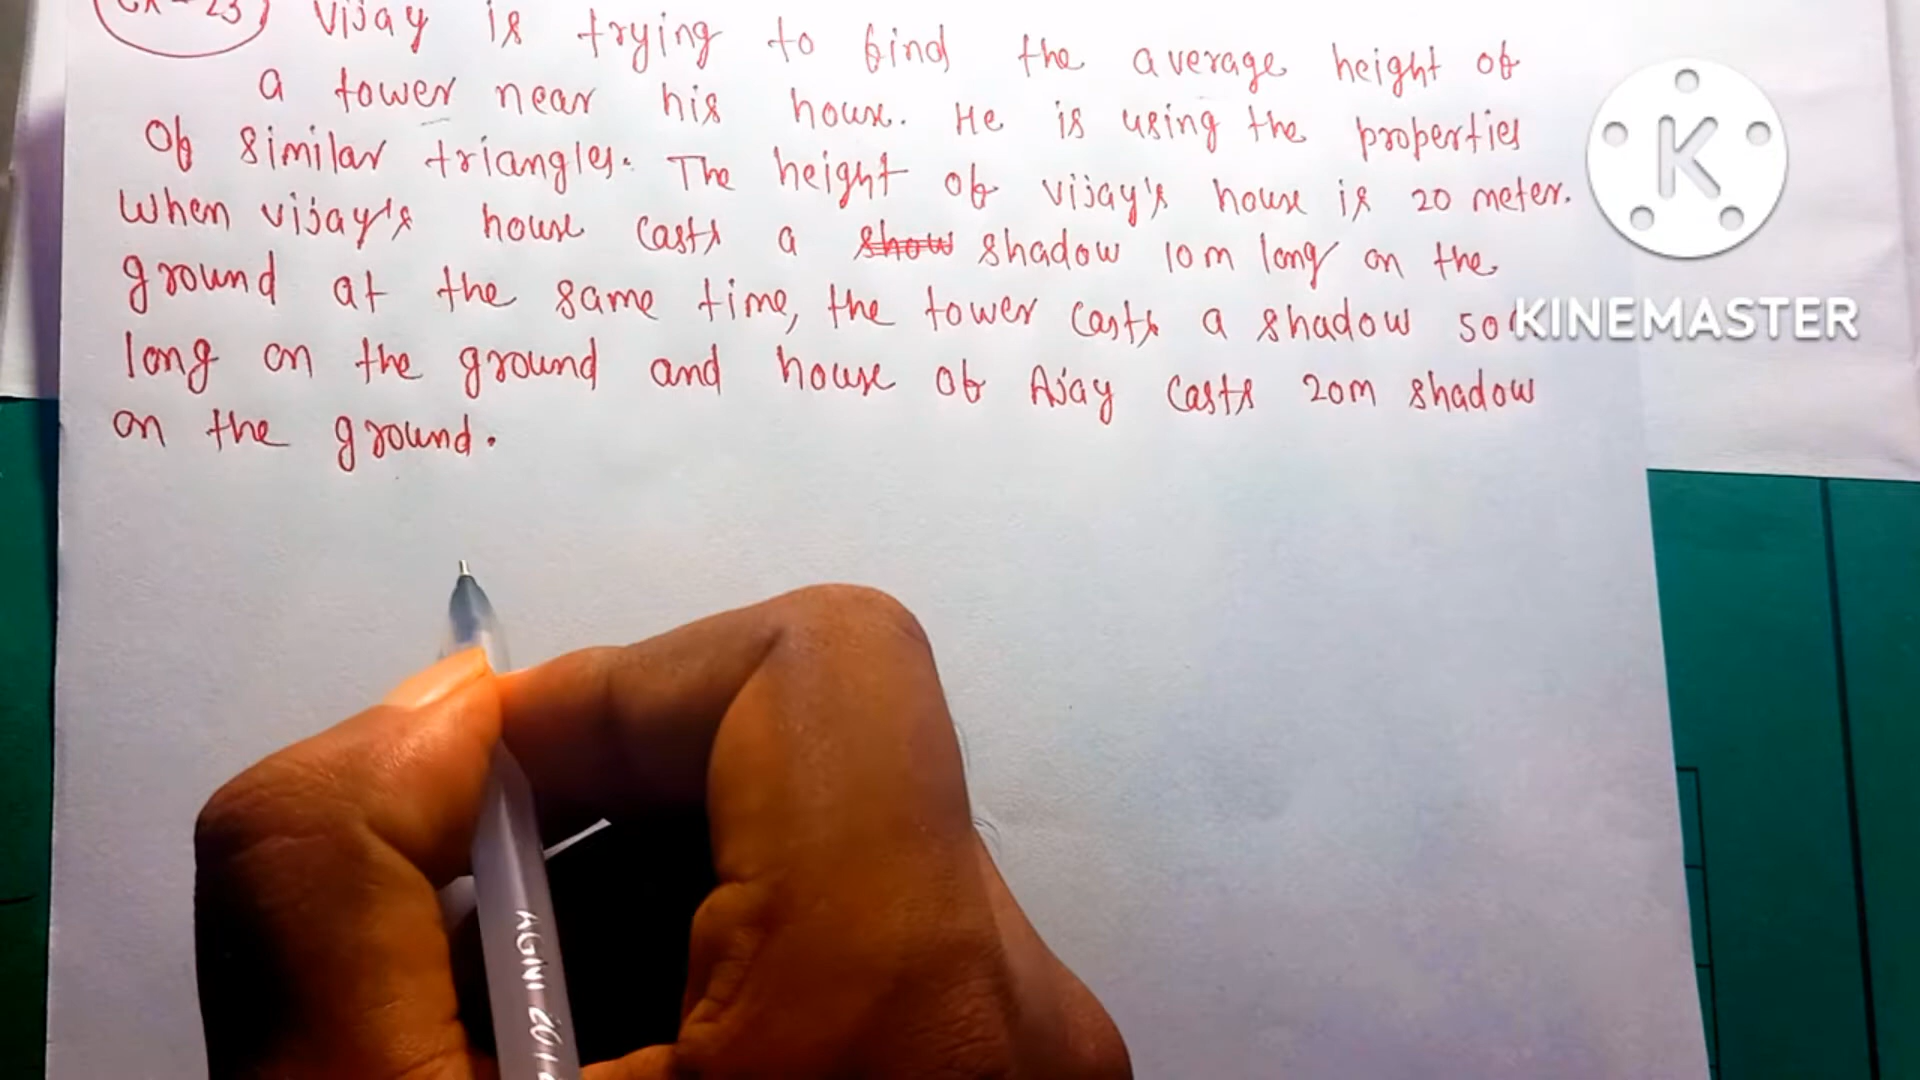 Ex-23 Vijay is trying to find the average height of
a tower near his house. He is using the properties
Of similar triangles. The height of vijay's house is 20 meter.
When vijay's house casts a show shadow 10m long on the
ground at the same time, the tower casts a shadow 50
long on the ground and house of Ajay casts 20m shadow
on the ground.
KINEMASTER
AGNI